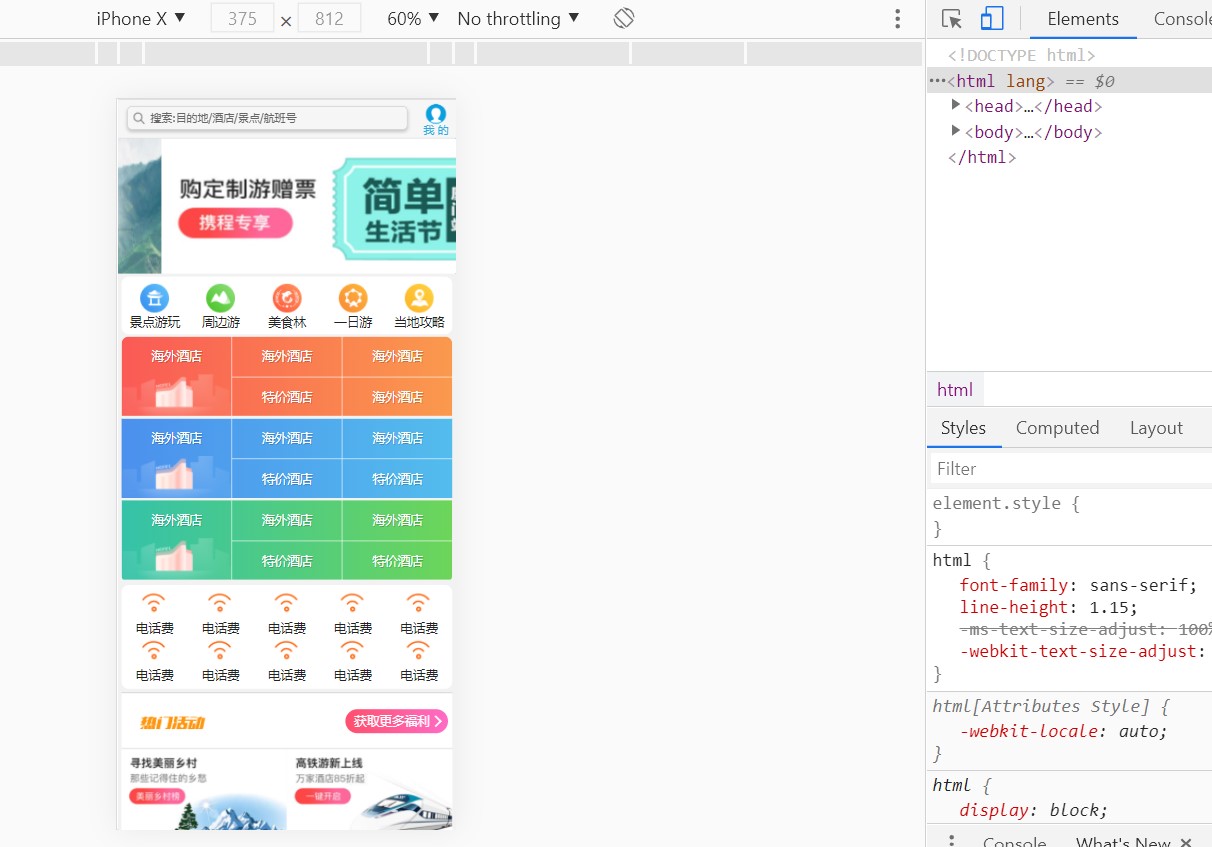 iPhone X ▼ 375 × 812 60% ▼ No throttling ▼
Elements
<!DOCTYPE html>
…<html lang> == $0
▶<head>…</head>
▶<body>…</body>
</html>
html
Styles Computed Layout
Filter
element.style {
}
html {
font-family: sans-serif;
line-height: 1.15;
-ms-text-size-adjust: 100%
-webkit-text-size-adjust:
}
html[Attributes Style] {
-webkit-locale: auto;
}
html {
display: block;
Console What's New ×
搜索:目的地/酒店/景点/航班号
我的
购定制游赠票
携程专享
简单
生活节
景点游玩 周边游 美食林 一日游 当地攻略
海外酒店 海外酒店 海外酒店
特价酒店 海外酒店
海外酒店 海外酒店 海外酒店
特价酒店 特价酒店
海外酒店 海外酒店 海外酒店
特价酒店 特价酒店
电话费 电话费 电话费 电话费 电话费
电话费 电话费 电话费 电话费 电话费
热门活动
获取更多福利
寻找美丽乡村
那些记得住的乡愁
美丽乡村榜
高铁游新上线
万家酒店85折起
一键开启